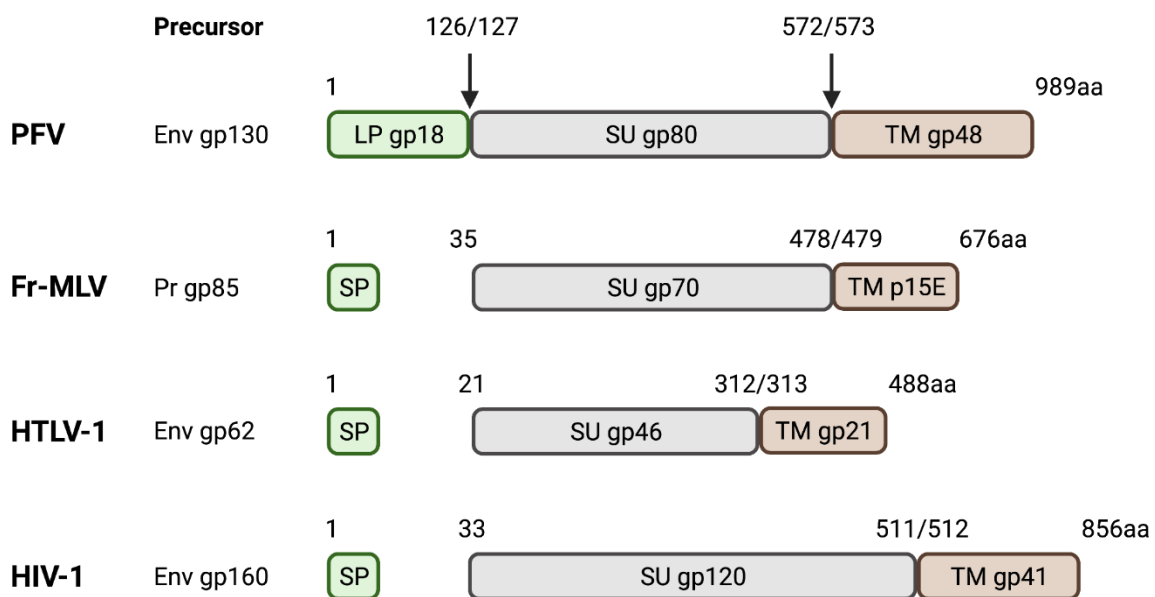 Precursor 126/127 572/573
1 989aa
PFV Env gp130 LP gp18 SU gp80 TM gp48
1 35 478/479 676aa
Fr-MLV Pr gp85 SP SU gp70 TM p15E
1 21 312/313 488aa
HTLV-1 Env gp62 SP SU gp46 TM gp21
1 33 511/512 856aa
HIV-1 Env gp160 SP SU gp120 TM gp41